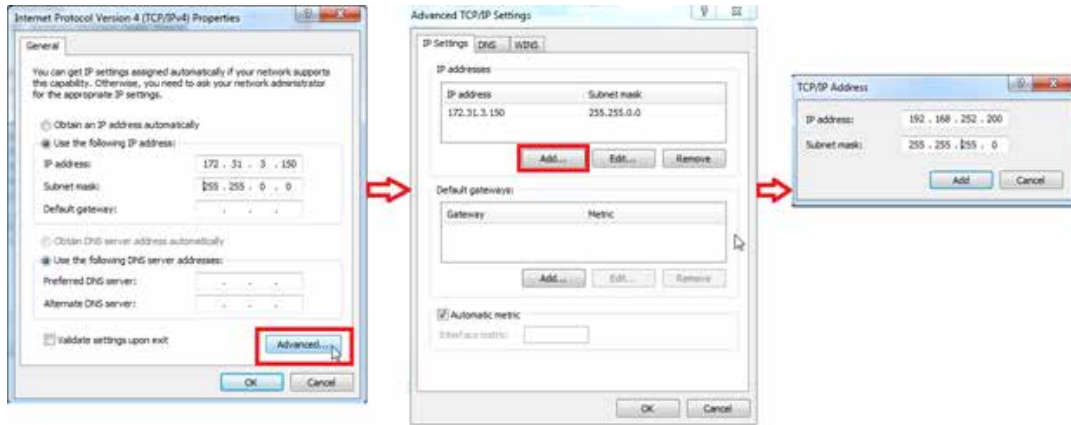 Internet Protocol Version 4 (TCP/IPv4) Properties
General
You can get IP settings assigned automatically if your network supports
this capability. Otherwise, you need to ask your network administrator
for the appropriate IP settings.
Obtain an IP address automatically
Use the following IP address:
IP address: 172 . 31 . 3 . 150
Subnet mask: 255 . 255 . 0 . 0
Default gateway: . . .
Obtain DNS server address automatically
Use the following DNS server addresses:
Preferred DNS server: . . .
Alternate DNS server: . . .
Validate settings upon exit
Advanced...
OK Cancel
Advanced TCP/IP Settings
IP Settings DNS WINS
IP addresses
IP address Subnet mask
172.31.3.150 255.255.0.0
Add... Edit... Remove
Default gateways:
Gateway Metric
Add... Edit... Remove
Automatic metric
Interface metric:
OK Cancel
TCP/IP Address
IP address: 192 . 168 . 252 . 200
Subnet mask: 255 . 255 . 255 . 0
Add Cancel